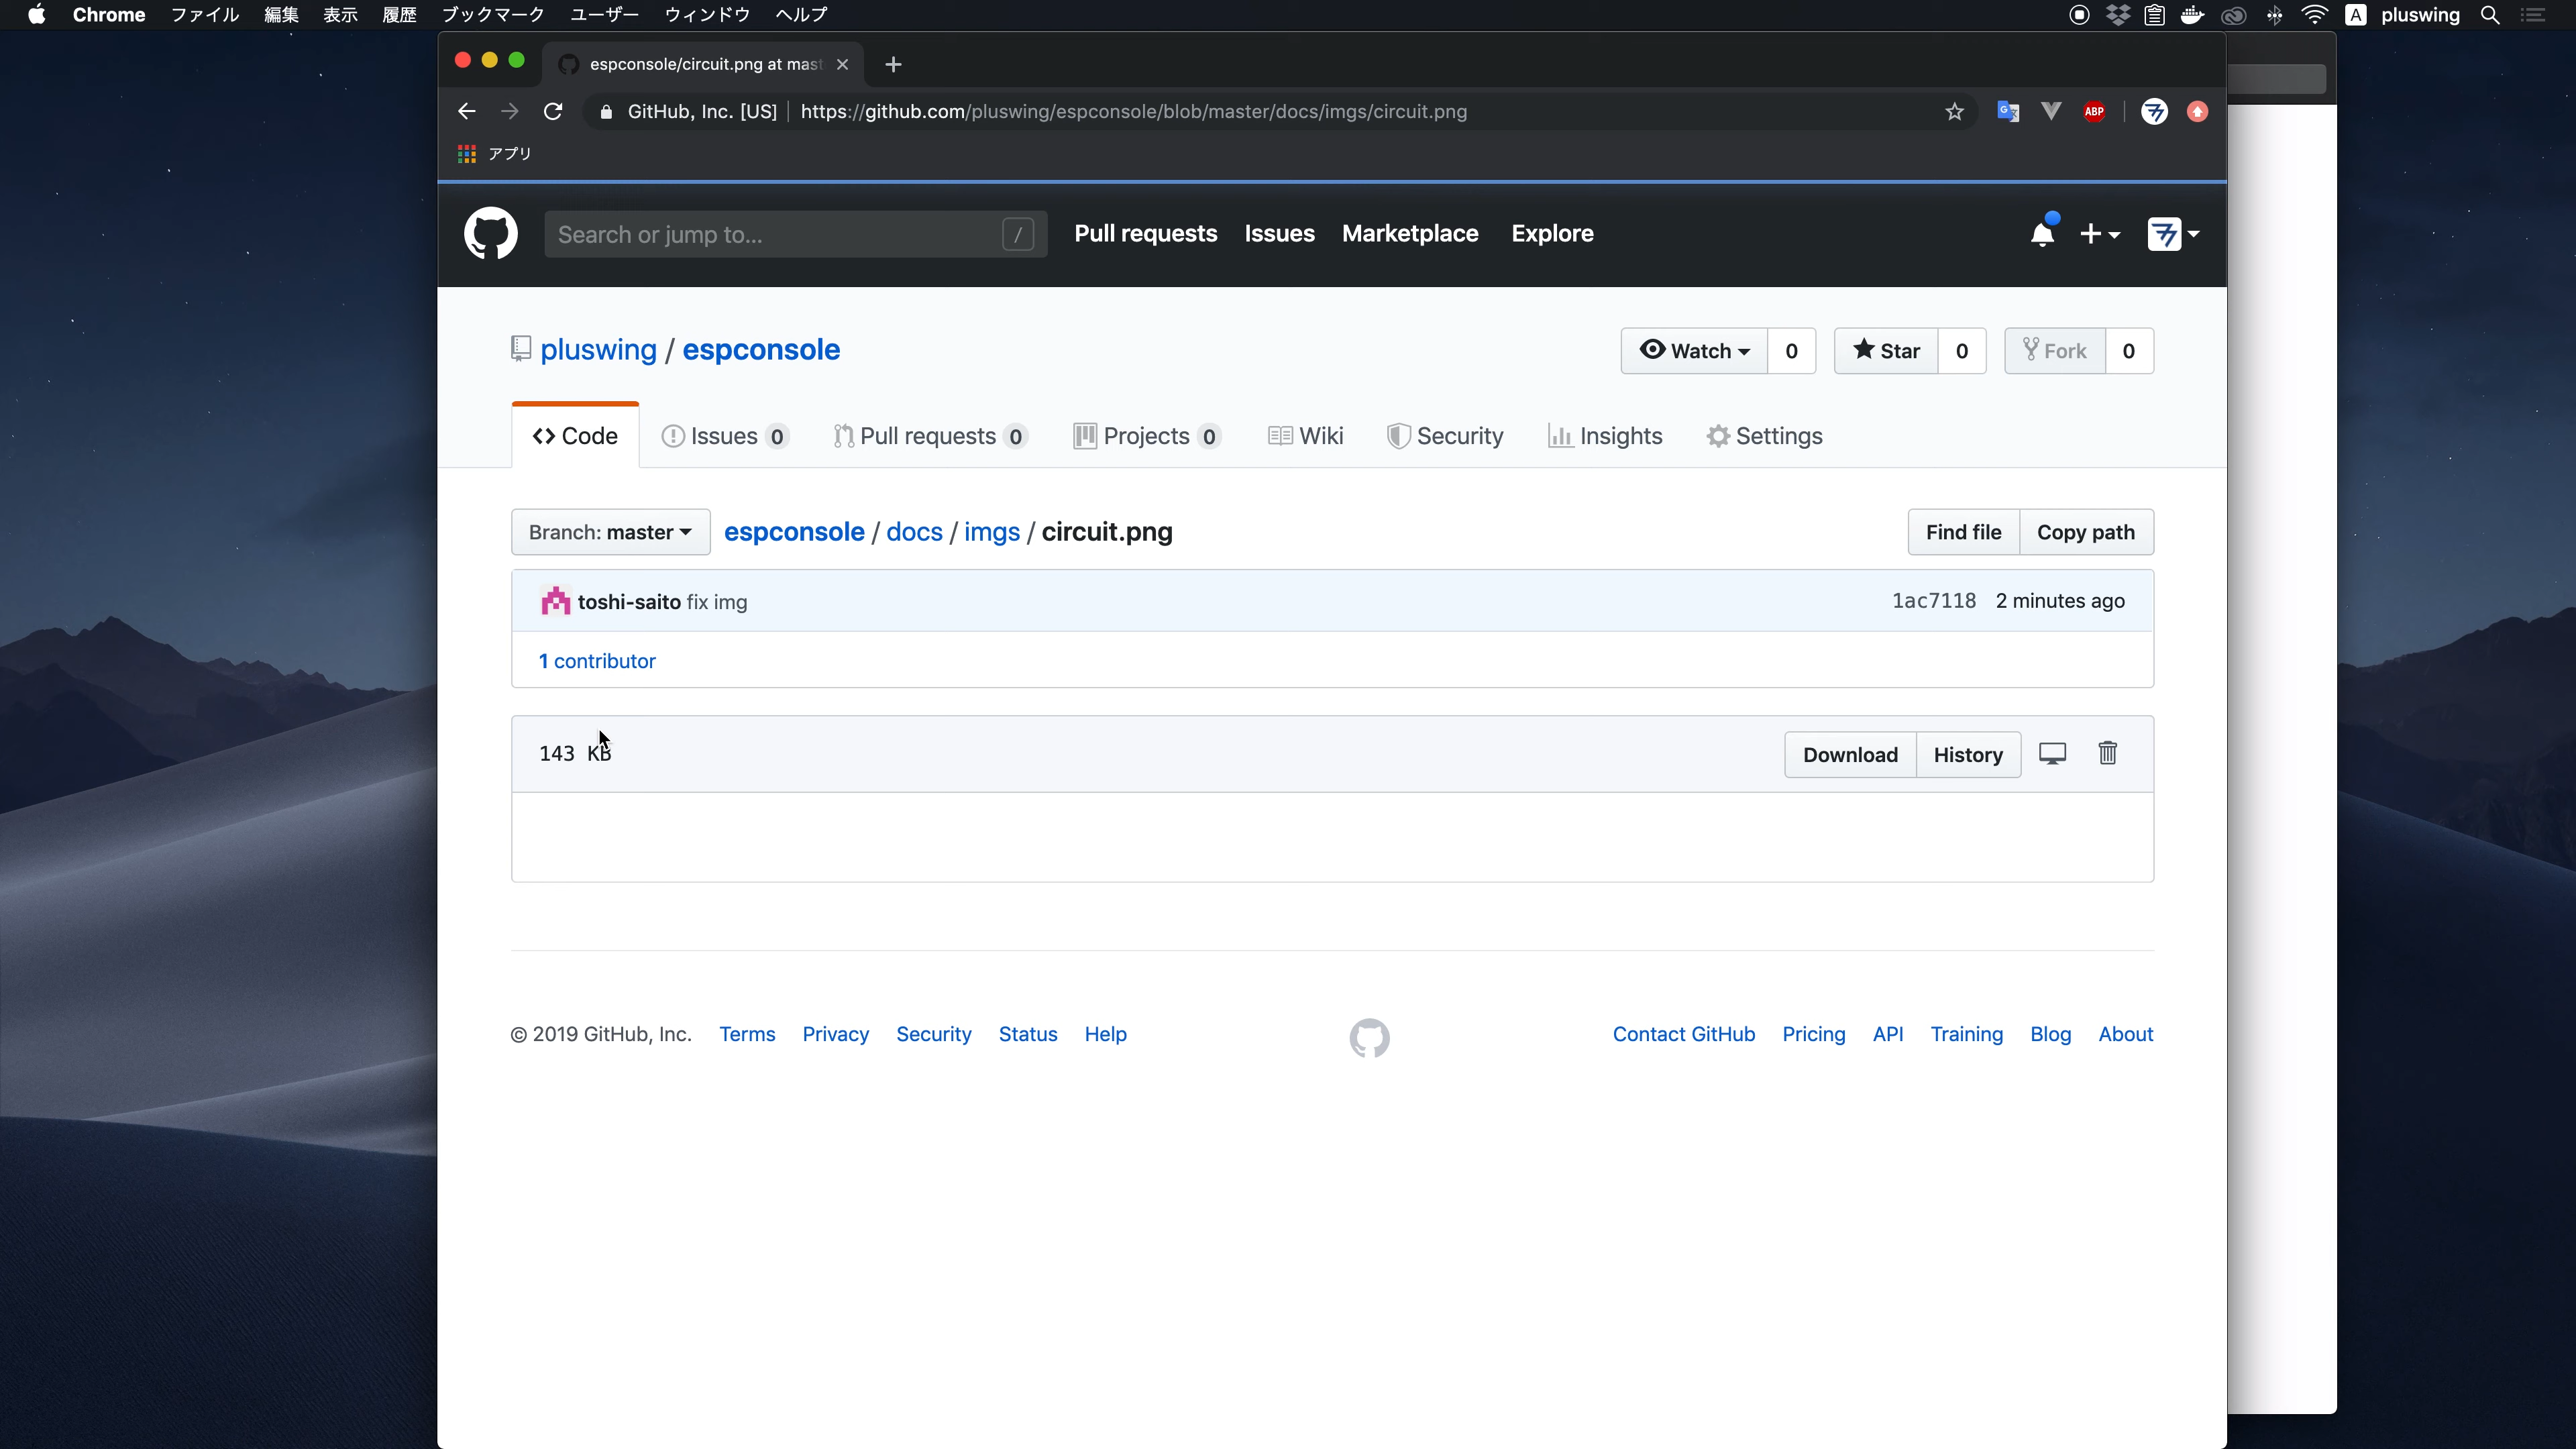 Chrome ファイル 編集 表示 履歴 ブックマーク ユーザー ウィンドウ ヘルプ A pluswing
espconsole/circuit.png at mast
GitHub, Inc. [US] https://github.com/pluswing/espconsole/blob/master/docs/imgs/circuit.png ABP
アプリ
Search or jump to... / Pull requests Issues Marketplace Explore
pluswing / espconsole Watch 0 Star 0 Fork 0
Code Issues 0 Pull requests 0 Projects 0 Wiki Security Insights Settings
Branch: master espconsole / docs / imgs / circuit.png Find file Copy path
toshi-saito fix img 1ac7118 2 minutes ago
1 contributor
143 KB Download History
© 2019 GitHub, Inc. Terms Privacy Security Status Help Contact GitHub Pricing API Training Blog About